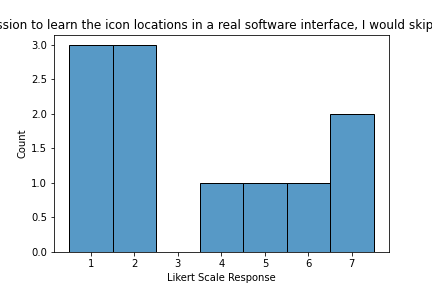 ssion to learn the icon locations in a real software interface, I would skip
3.0
2.5
2.0
1.5
1.0
0.5
0.0
Count
1 2 3 4 5 6 7
Likert Scale Response